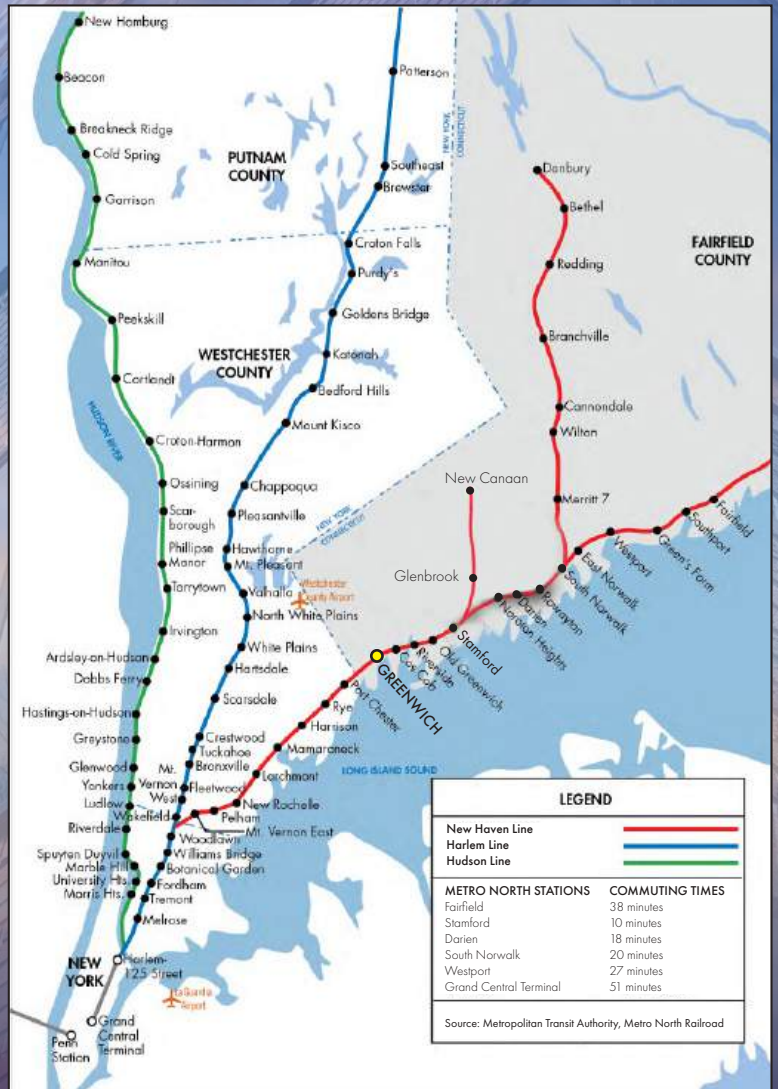 New Hamburg
Beacon
Breakneck Ridge
Cold Spring
Garrison
Manitou
Peekskill
Cortlandt
Croton-Harmon
Ossining
Scar-
borough
Phillipse
Manor
Tarrytown
Irvington
Ardsley-on-Hudson
Dobbs Ferry
Hastings-on-Hudson
Greystone
Glenwood
Yonkers
Ludlow
Riverdale
Spuyten Duyvil
Marble Hill
University Hts.
Morris Hts.
HUDSON RIVER
PUTNAM
COUNTY
WESTCHESTER
COUNTY
Patterson
Southeast
Brewster
Croton Falls
Purdy's
Goldens Bridge
Katonah
Bedford Hills
Mount Kisco
Chappaqua
Pleasantville
Hawthorne
Mt. Pleasant
Valhalla
North White Plains
White Plains
Hartsdale
Scarsdale
Crestwood
Tuckahoe
Bronxville
Fleetwood
Mt.
Vernon
West
Wakefield
Woodlawn
Williams Bridge
Botanical Garden
Fordham
Tremont
Melrose
Harlem-
125 Street
NEW
YORK
Grand
Central
Terminal
Penn
Station
LaGuardia
Airport
NEW YORK
CONNECTICUT
NEW YORK
CONNECTICUT
Westchester
County Airport
FAIRFIELD
COUNTY
Danbury
Bethel
Redding
Branchville
Cannondale
Wilton
Merritt 7
New Canaan
Glenbrook
Fairfield
Southport
Green's Farm
Westport
East Norwalk
South Norwalk
Rowayton
Darien
Noroton Heights
Stamford
Old Greenwich
Riverside
Cos Cob
GREENWICH
Port Chester
Rye
Harrison
Mamaroneck
Larchmont
New Rochelle
Pelham
Mt. Vernon East
LONG ISLAND SOUND
LEGEND
New Haven Line
Harlem Line
Hudson Line
METRO NORTH STATIONS COMMUTING TIMES
Fairfield 38 minutes
Stamford 10 minutes
Darien 18 minutes
South Norwalk 20 minutes
Westport 27 minutes
Grand Central Terminal 51 minutes
Source: Metropolitan Transit Authority, Metro North Railroad